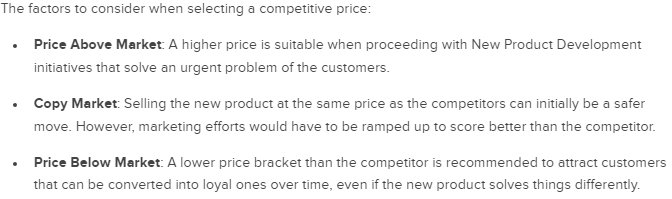 The factors to consider when selecting a competitive price:
• Price Above Market: A higher price is suitable when proceeding with New Product Development
initiatives that solve an urgent problem of the customers.
• Copy Market: Selling the new product at the same price as the competitors can initially be a safer
move. However, marketing efforts would have to be ramped up to score better than the competitor.
• Price Below Market: A lower price bracket than the competitor is recommended to attract customers
that can be converted into loyal ones over time, even if the new product solves things differently.